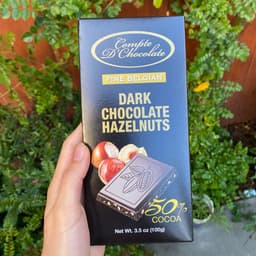 Compte
D'Chocolate
FINE BELGIAN
DARK
CHOCOLATE
HAZELNUTS
50%
COCOA
Net Wt. 3.5 oz (100g)